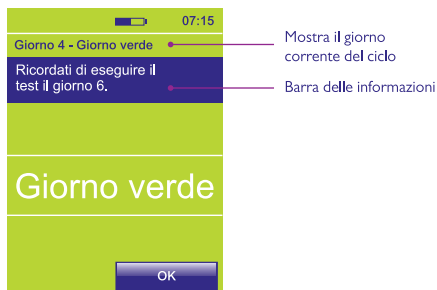 07:15
Giorno 4 - Giorno verde
Ricordati di eseguire il
test il giorno 6.
Giorno verde
OK
Mostra il giorno
corrente del ciclo
Barra delle informazioni